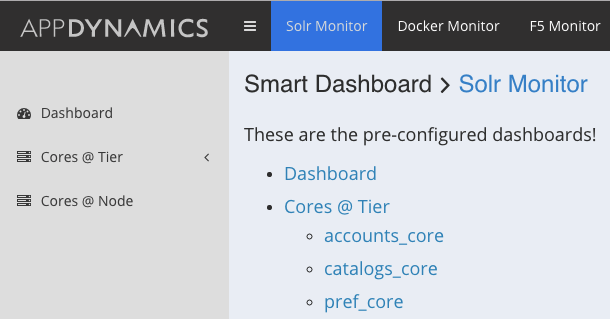 APPDYNAMICS
Solr Monitor
Docker Monitor
F5 Monitor
Dashboard
Cores @ Tier
Cores @ Node
Smart Dashboard > Solr Monitor
These are the pre-configured dashboards!
Dashboard
Cores @ Tier
accounts_core
catalogs_core
pref_core